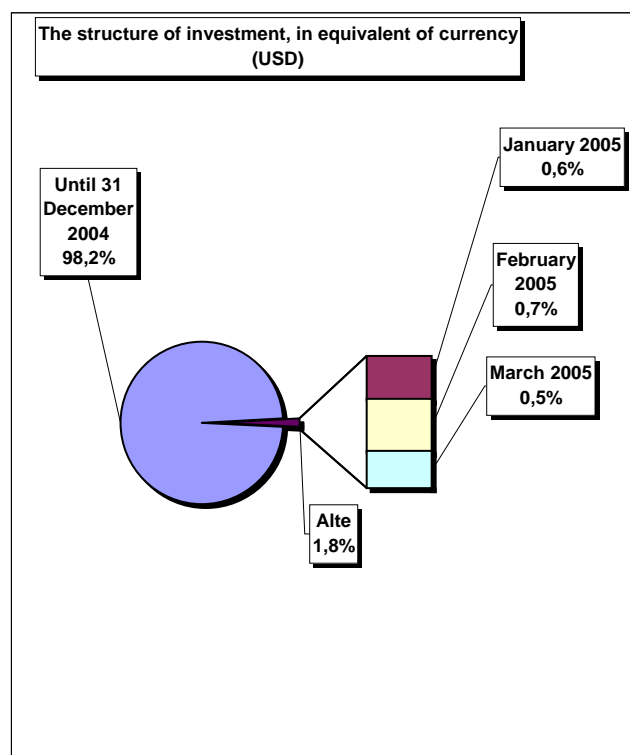 The structure of investment, in equivalent of currency
(USD)
Until 31
December
2004
98,2%
January 2005
0,6%
February
2005
0,7%
March 2005
0,5%
Alte
1,8%